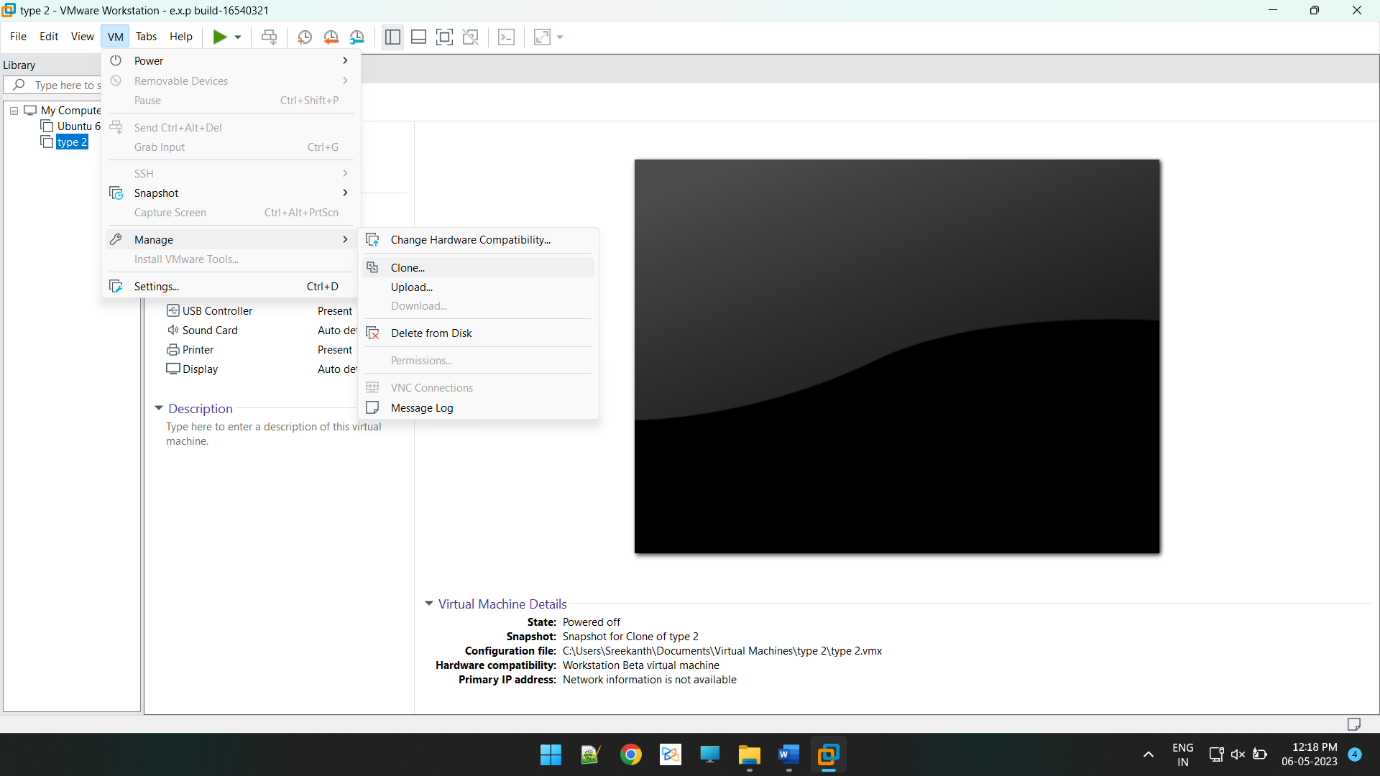 type 2 - VMware Workstation - e.x.p build-16540321
File Edit View VM Tabs Help
Library
Type here to s
My Compute
Ubuntu 6
type 2
Power
Removable Devices
Pause Ctrl+Shift+P
Send Ctrl+Alt+Del
Grab Input Ctrl+G
SSH
Snapshot
Capture Screen Ctrl+Alt+PrtScn
Manage
Install VMware Tools...
Settings... Ctrl+D
Change Hardware Compatibility...
Clone...
Upload...
Download...
Delete from Disk
Permissions...
VNC Connections
Message Log
USB Controller Present
Sound Card Auto det
Printer Present
Display Auto det
Description
Type here to enter a description of this virtual
machine.
Virtual Machine Details
State: Powered off
Snapshot: Snapshot for Clone of type 2
Configuration file: C:\Users\Sreekanth\Documents\Virtual Machines\type 2\type 2.vmx
Hardware compatibility: Workstation Beta virtual machine
Primary IP address: Network information is not available
W
ENG
IN
12:18 PM
06-05-2023
4